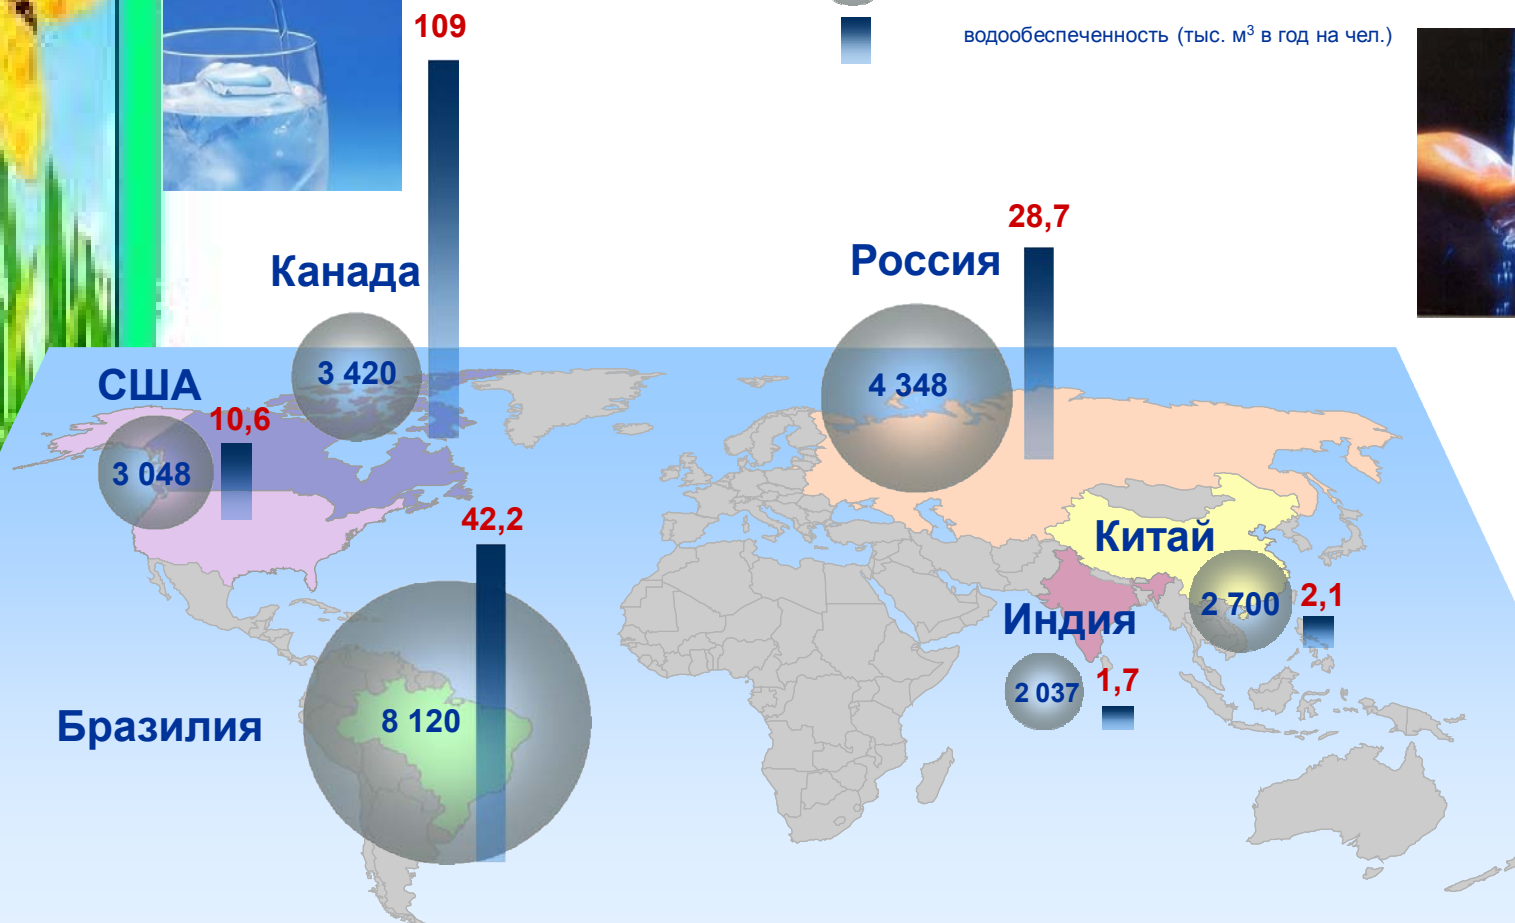 109
водообеспеченность (тыс. м³ в год на чел.)
28,7
Канада
Россия
3 420
4 348
США
10,6
3 048
42,2
Китай
2 700
2,1
Индия
2 037
1,7
Бразилия
8 120